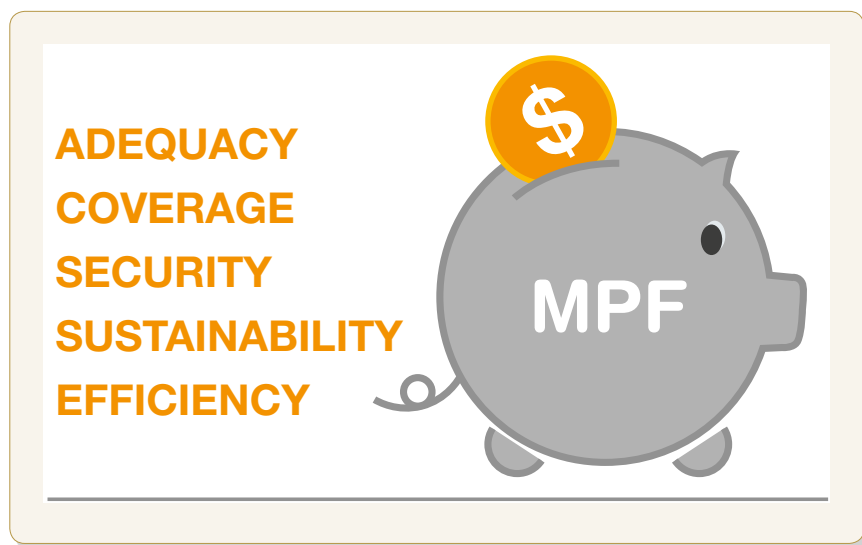 ADEQUACY
COVERAGE
SECURITY
SUSTAINABILITY
EFFICIENCY
$
MPF